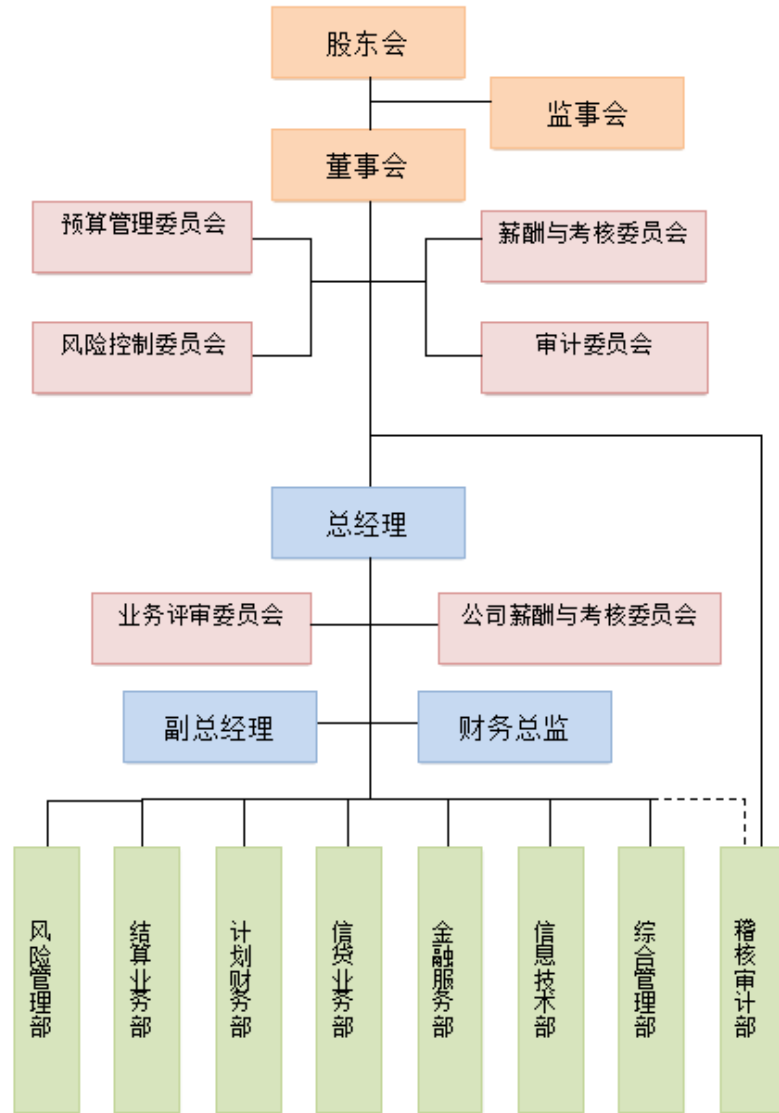 股东会
监事会
董事会
预算管理委员会
薪酬与考核委员会
风险控制委员会
审计委员会
总经理
业务评审委员会
公司薪酬与考核委员会
副总经理
财务总监
风险管理部
结算业务部
计划财务部
信贷业务部
金融服务部
信息技术部
综合管理部
稽核审计部